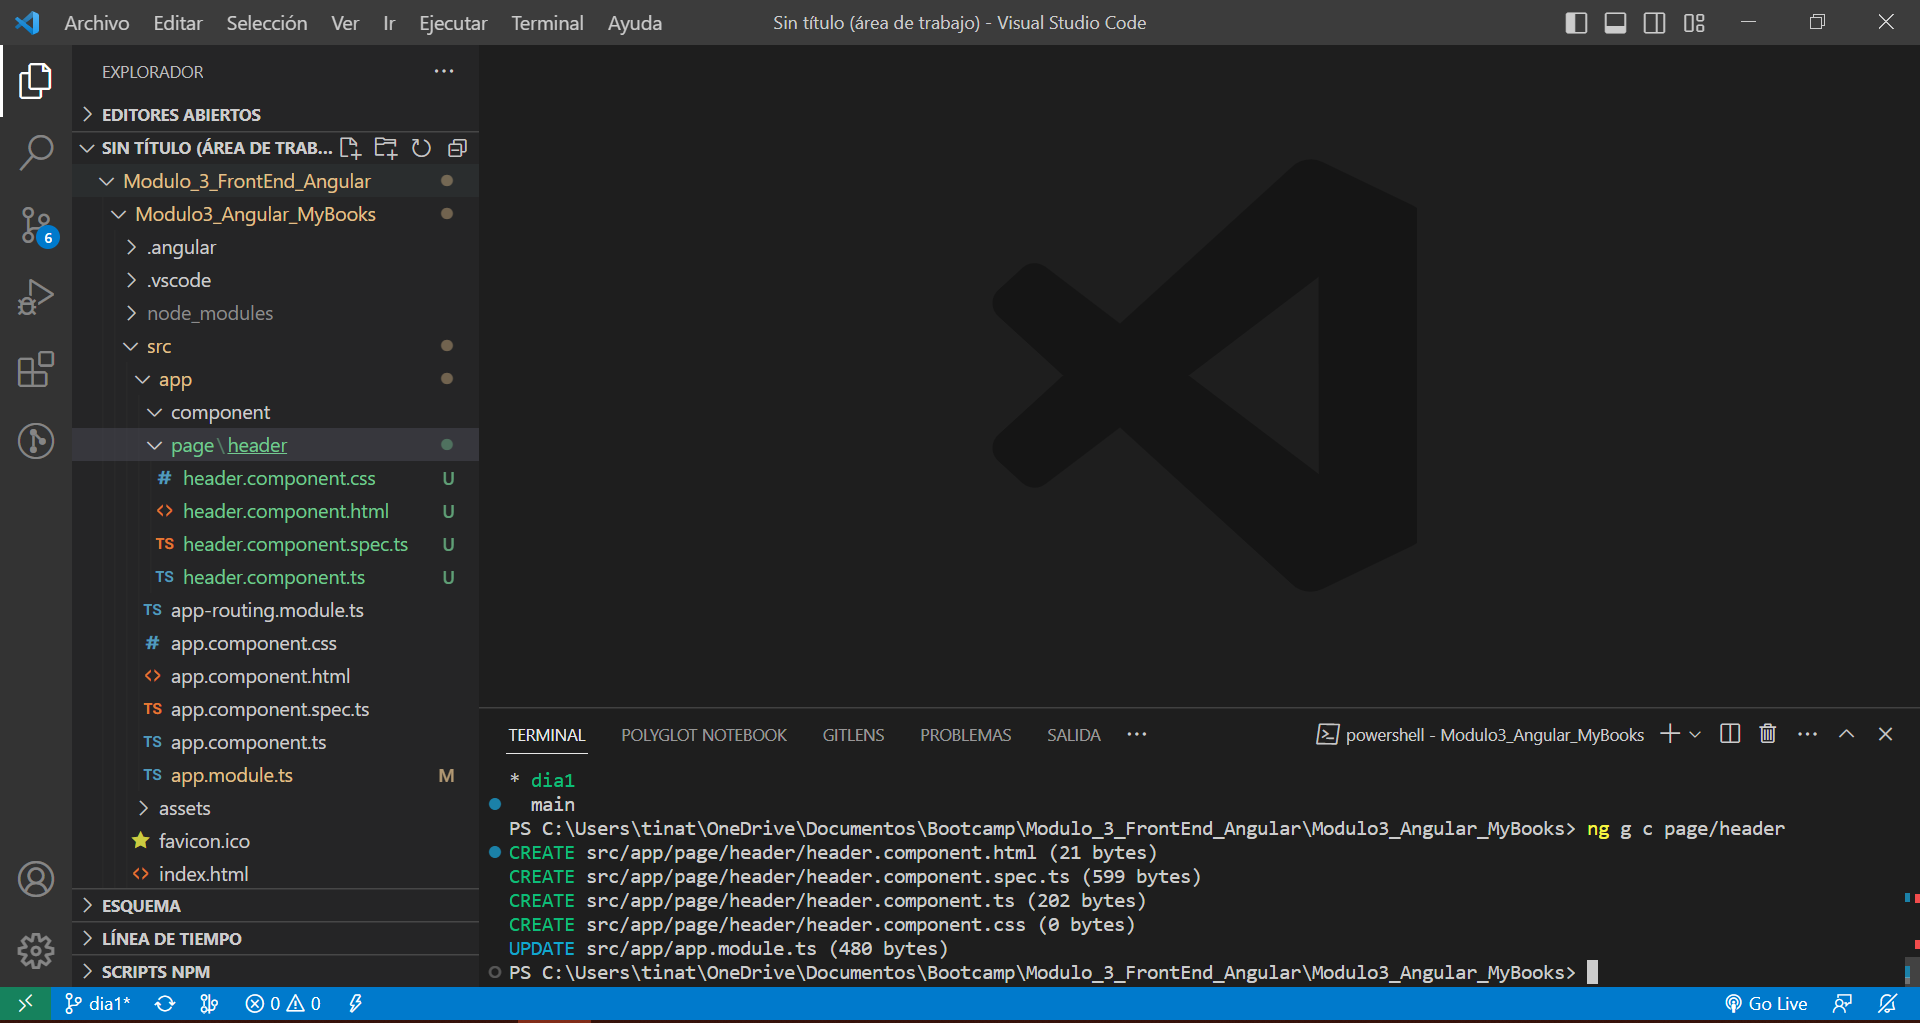 Archivo Editar Selección Ver Ir Ejecutar Terminal Ayuda Sin título (área de trabajo) - Visual Studio Code
EXPLORADOR
EDITORES ABIERTOS
SIN TÍTULO (ÁREA DE TRAB...
Modulo_3_FrontEnd_Angular
Modulo3_Angular_MyBooks
.angular
.vscode
node_modules
src
app
component
page\header
# header.component.css U
<> header.component.html U
TS header.component.spec.ts U
TS header.component.ts U
TS app-routing.module.ts
# app.component.css
<> app.component.html
TS app.component.spec.ts
TS app.component.ts
TS app.module.ts M
assets
favicon.ico
<> index.html
ESQUEMA
LÍNEA DE TIEMPO
SCRIPTS NPM
6
TERMINAL POLYGLOT NOTEBOOK GITLENS PROBLEMAS SALIDA ... powershell - Modulo3_Angular_MyBooks
* dia1
main
PS C:\Users\tinat\OneDrive\Documentos\Bootcamp\Modulo_3_FrontEnd_Angular\Modulo3_Angular_MyBooks> ng g c page/header
CREATE src/app/page/header/header.component.html (21 bytes)
CREATE src/app/page/header/header.component.spec.ts (599 bytes)
CREATE src/app/page/header/header.component.ts (202 bytes)
CREATE src/app/page/header/header.component.css (0 bytes)
UPDATE src/app/app.module.ts (480 bytes)
PS C:\Users\tinat\OneDrive\Documentos\Bootcamp\Modulo_3_FrontEnd_Angular\Modulo3_Angular_MyBooks>
dia1* 0 0 Go Live